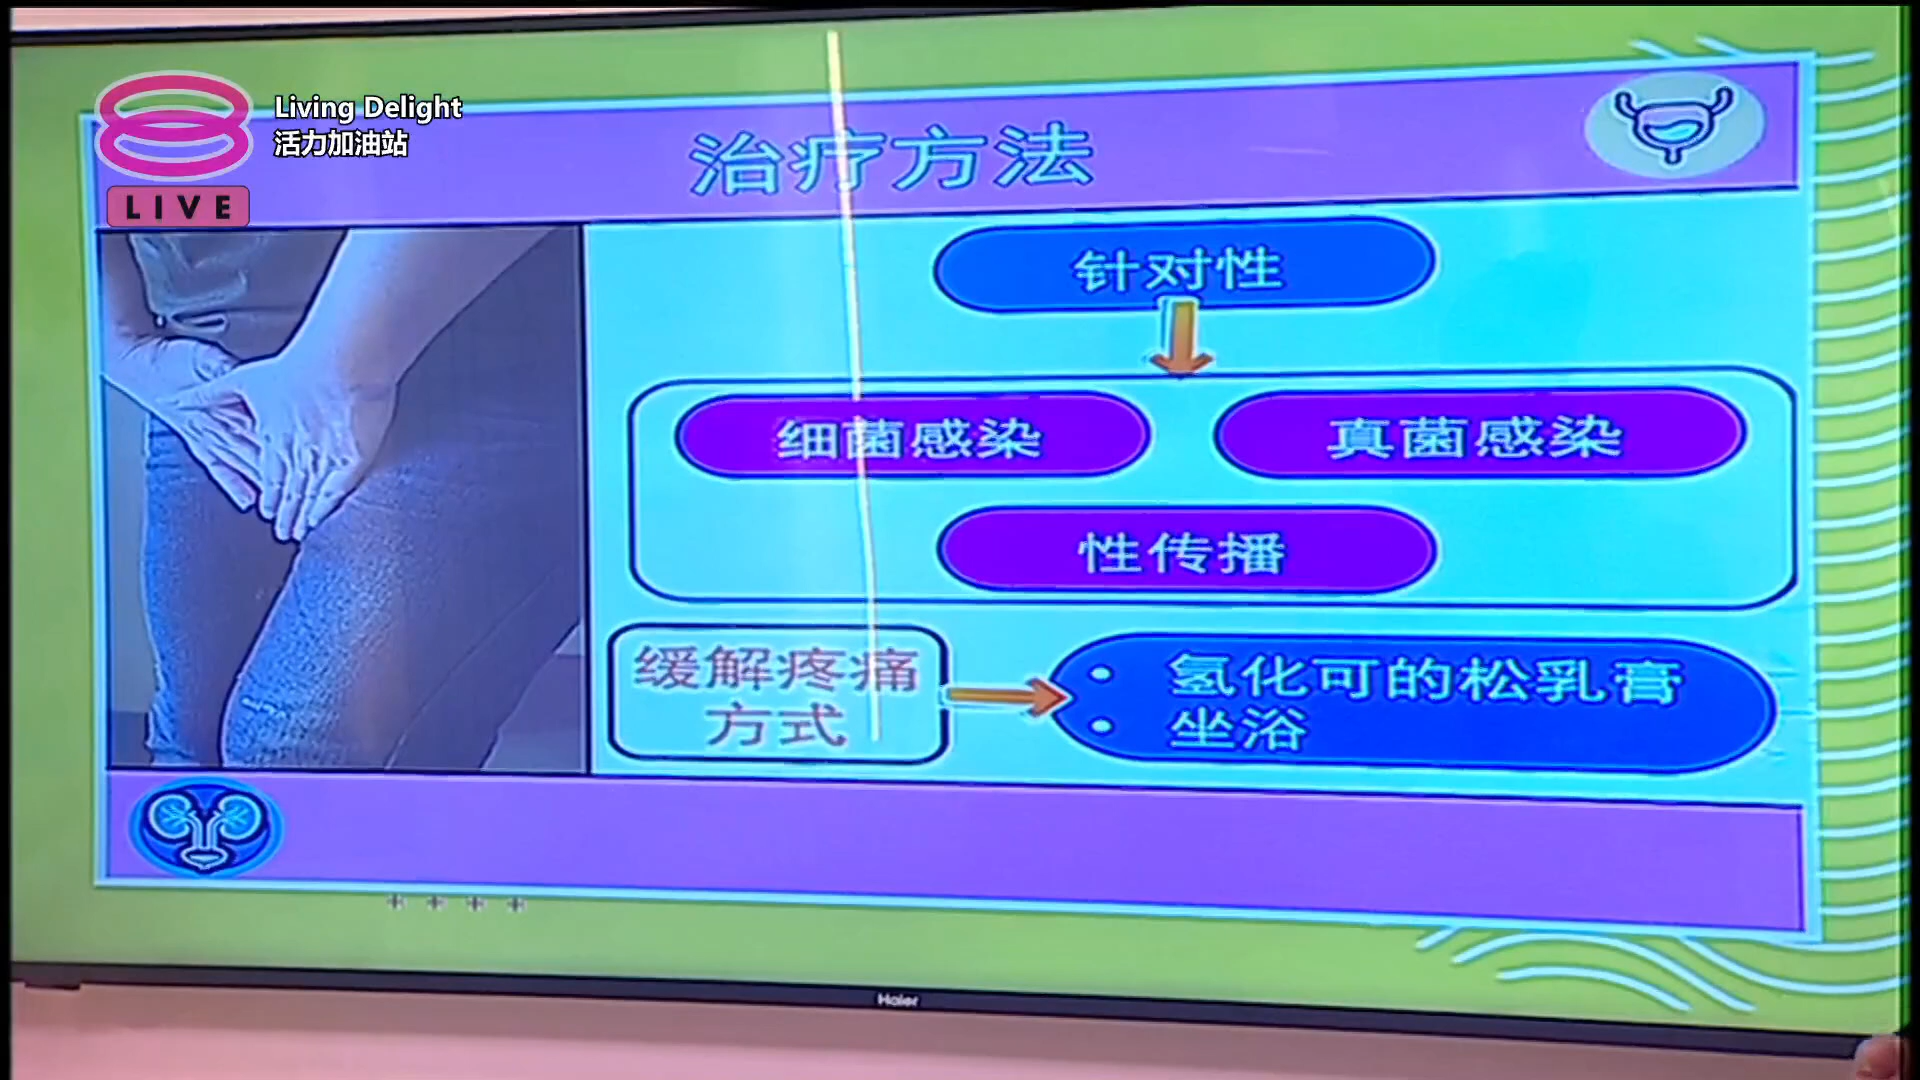 Living Delight
活力加油站
LIVE
治疗方法
针对性
细菌感染
真菌感染
性传播
缓解疼痛
方式
• 氢化可的松乳膏
• 坐浴
Haier